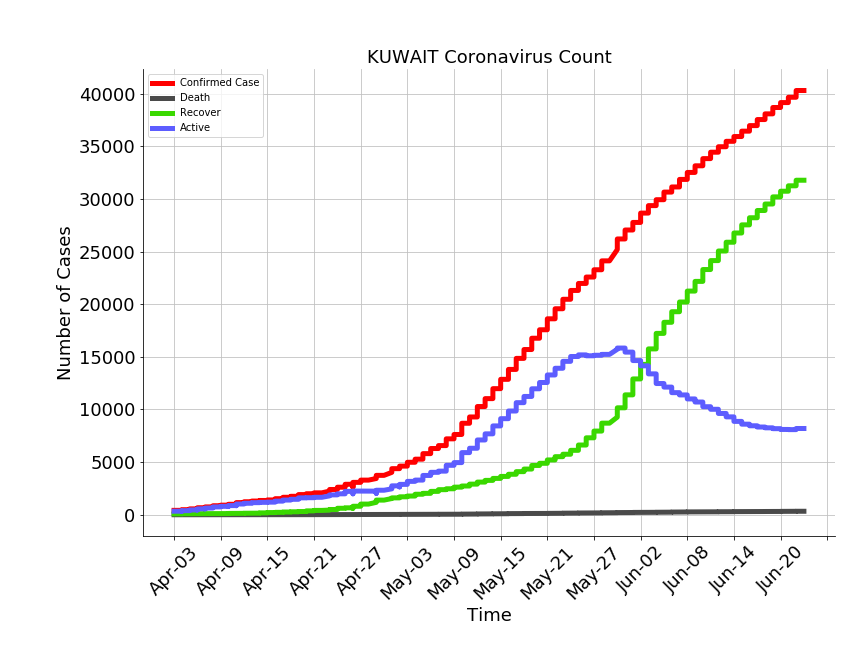 KUWAIT Coronavirus Count
Confirmed Case
Death
Recover
Active
40000
35000
30000
25000
20000
15000
10000
5000
0
Number of Cases
Apr-03 Apr-09 Apr-15 Apr-21 Apr-27 May-03 May-09 May-15 May-21 May-27 Jun-02 Jun-08 Jun-14 Jun-20
Time